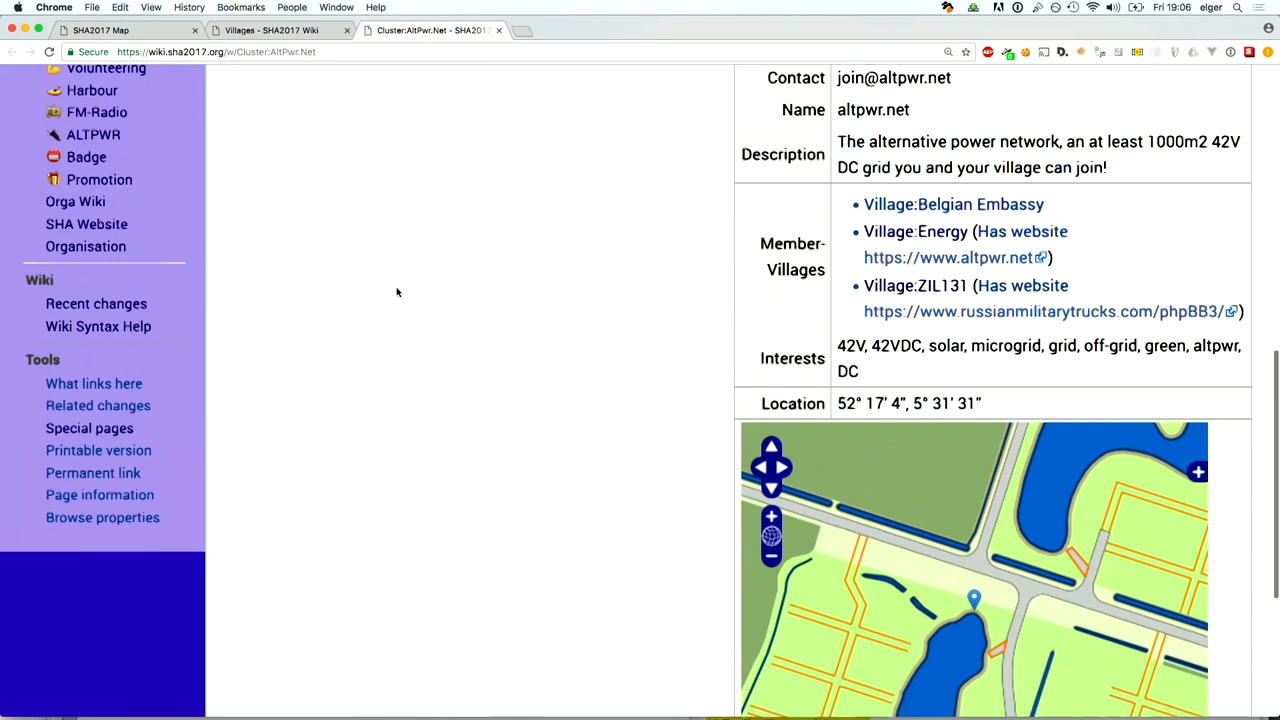 Chrome File Edit View History Bookmarks People Window Help Fri 19:06 elger
SHA2017 Map
Villages - SHA2017 Wiki
Cluster:AltPwr.Net - SHA201
Secure https://wiki.sha2017.org/w/Cluster:AltPwr.Net
Volunteering
Harbour
FM-Radio
ALTPWR
Badge
Promotion
Orga Wiki
SHA Website
Organisation
Wiki
Recent changes
Wiki Syntax Help
Tools
What links here
Related changes
Special pages
Printable version
Permanent link
Page information
Browse properties
Contact join@altpwr.net
Name altpwr.net
Description The alternative power network, an at least 1000m2 42V
DC grid you and your village can join!
Member-
Villages
• Village:Belgian Embassy
• Village:Energy (Has website
https://www.altpwr.net)
• Village:ZIL131 (Has website
https://www.russianmilitarytrucks.com/phpBB3/)
Interests 42V, 42VDC, solar, microgrid, grid, off-grid, green, altpwr,
DC
Location 52° 17' 4", 5° 31' 31"